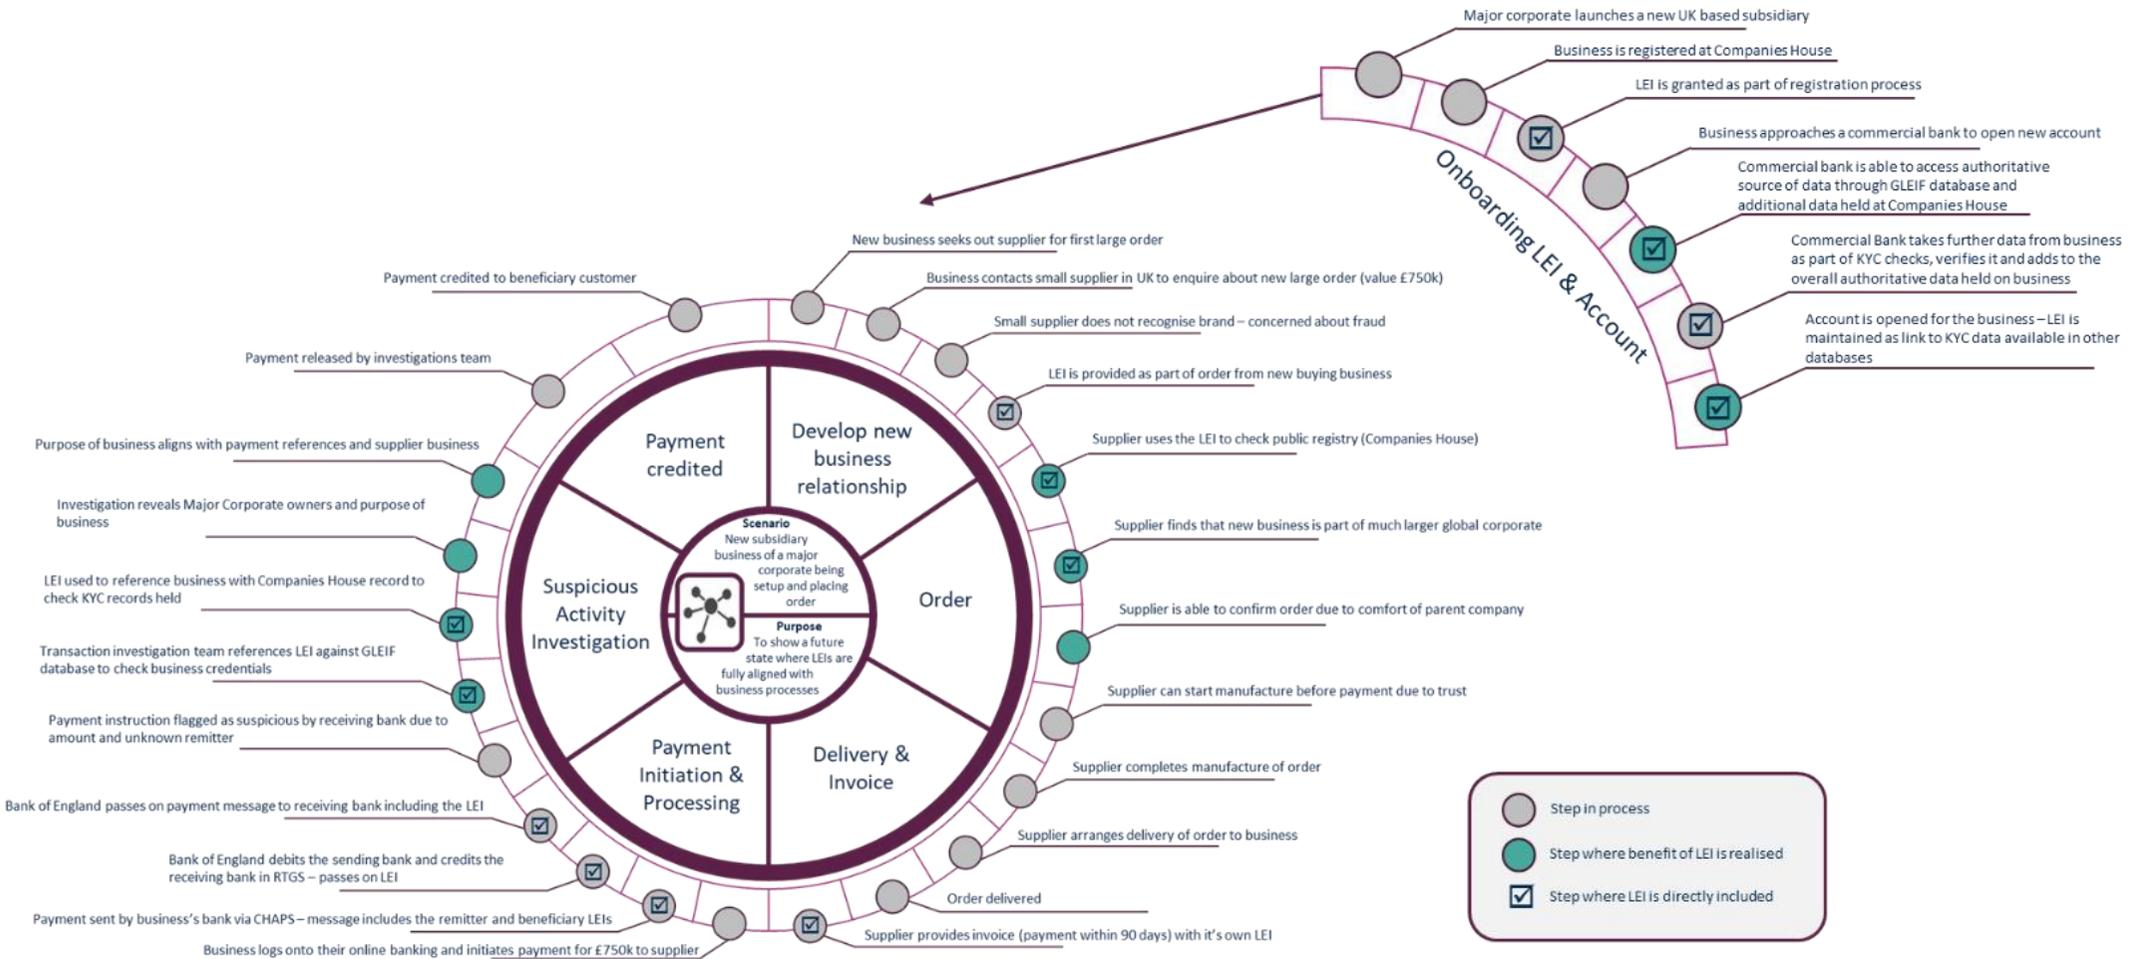 Major corporate launches a new UK based subsidiary
Business is registered at Companies House
LEI is granted as part of registration process
Business approaches a commercial bank to open new account
Commercial bank is able to access authoritative
source of data through GLEIF database and
additional data held at Companies House
Commercial Bank takes further data from business
as part of KYC checks, verifies it and adds to the
overall authoritative data held on business
Account is opened for the business – LEI is
maintained as link to KYC data available in other
databases
Onboarding LEI & Account
New business seeks out supplier for first large order
Business contacts small supplier in UK to enquire about new large order (value £750k)
Small supplier does not recognise brand – concerned about fraud
LEI is provided as part of order from new buying business
Supplier uses the LEI to check public registry (Companies House)
Supplier finds that new business is part of much larger global corporate
Supplier is able to confirm order due to comfort of parent company
Supplier can start manufacture before payment due to trust
Supplier completes manufacture of order
Supplier arranges delivery of order to business
Order delivered
Supplier provides invoice (payment within 90 days) with it's own LEI
Business logs onto their online banking and initiates payment for £750k to supplier
Payment sent by business's bank via CHAPS – message includes the remitter and beneficiary LEIs
Bank of England debits the sending bank and credits the
receiving bank in RTGS – passes on LEI
Bank of England passes on payment message to receiving bank including the LEI
Payment instruction flagged as suspicious by receiving bank due to
amount and unknown remitter
Transaction investigation team references LEI against GLEIF
database to check business credentials
LEI used to reference business with Companies House record to
check KYC records held
Investigation reveals Major Corporate owners and purpose of
business
Purpose of business aligns with payment references and supplier business
Payment released by investigations team
Payment credited to beneficiary customer
Develop new
business
relationship
Order
Delivery &
Invoice
Payment
Initiation &
Processing
Suspicious
Activity
Investigation
Payment
credited
Scenario
New subsidiary
business of a major
corporate being
setup and placing
order
Purpose
To show a future
state where LEIs are
fully aligned with
business processes
Step in process
Step where benefit of LEI is realised
Step where LEI is directly included